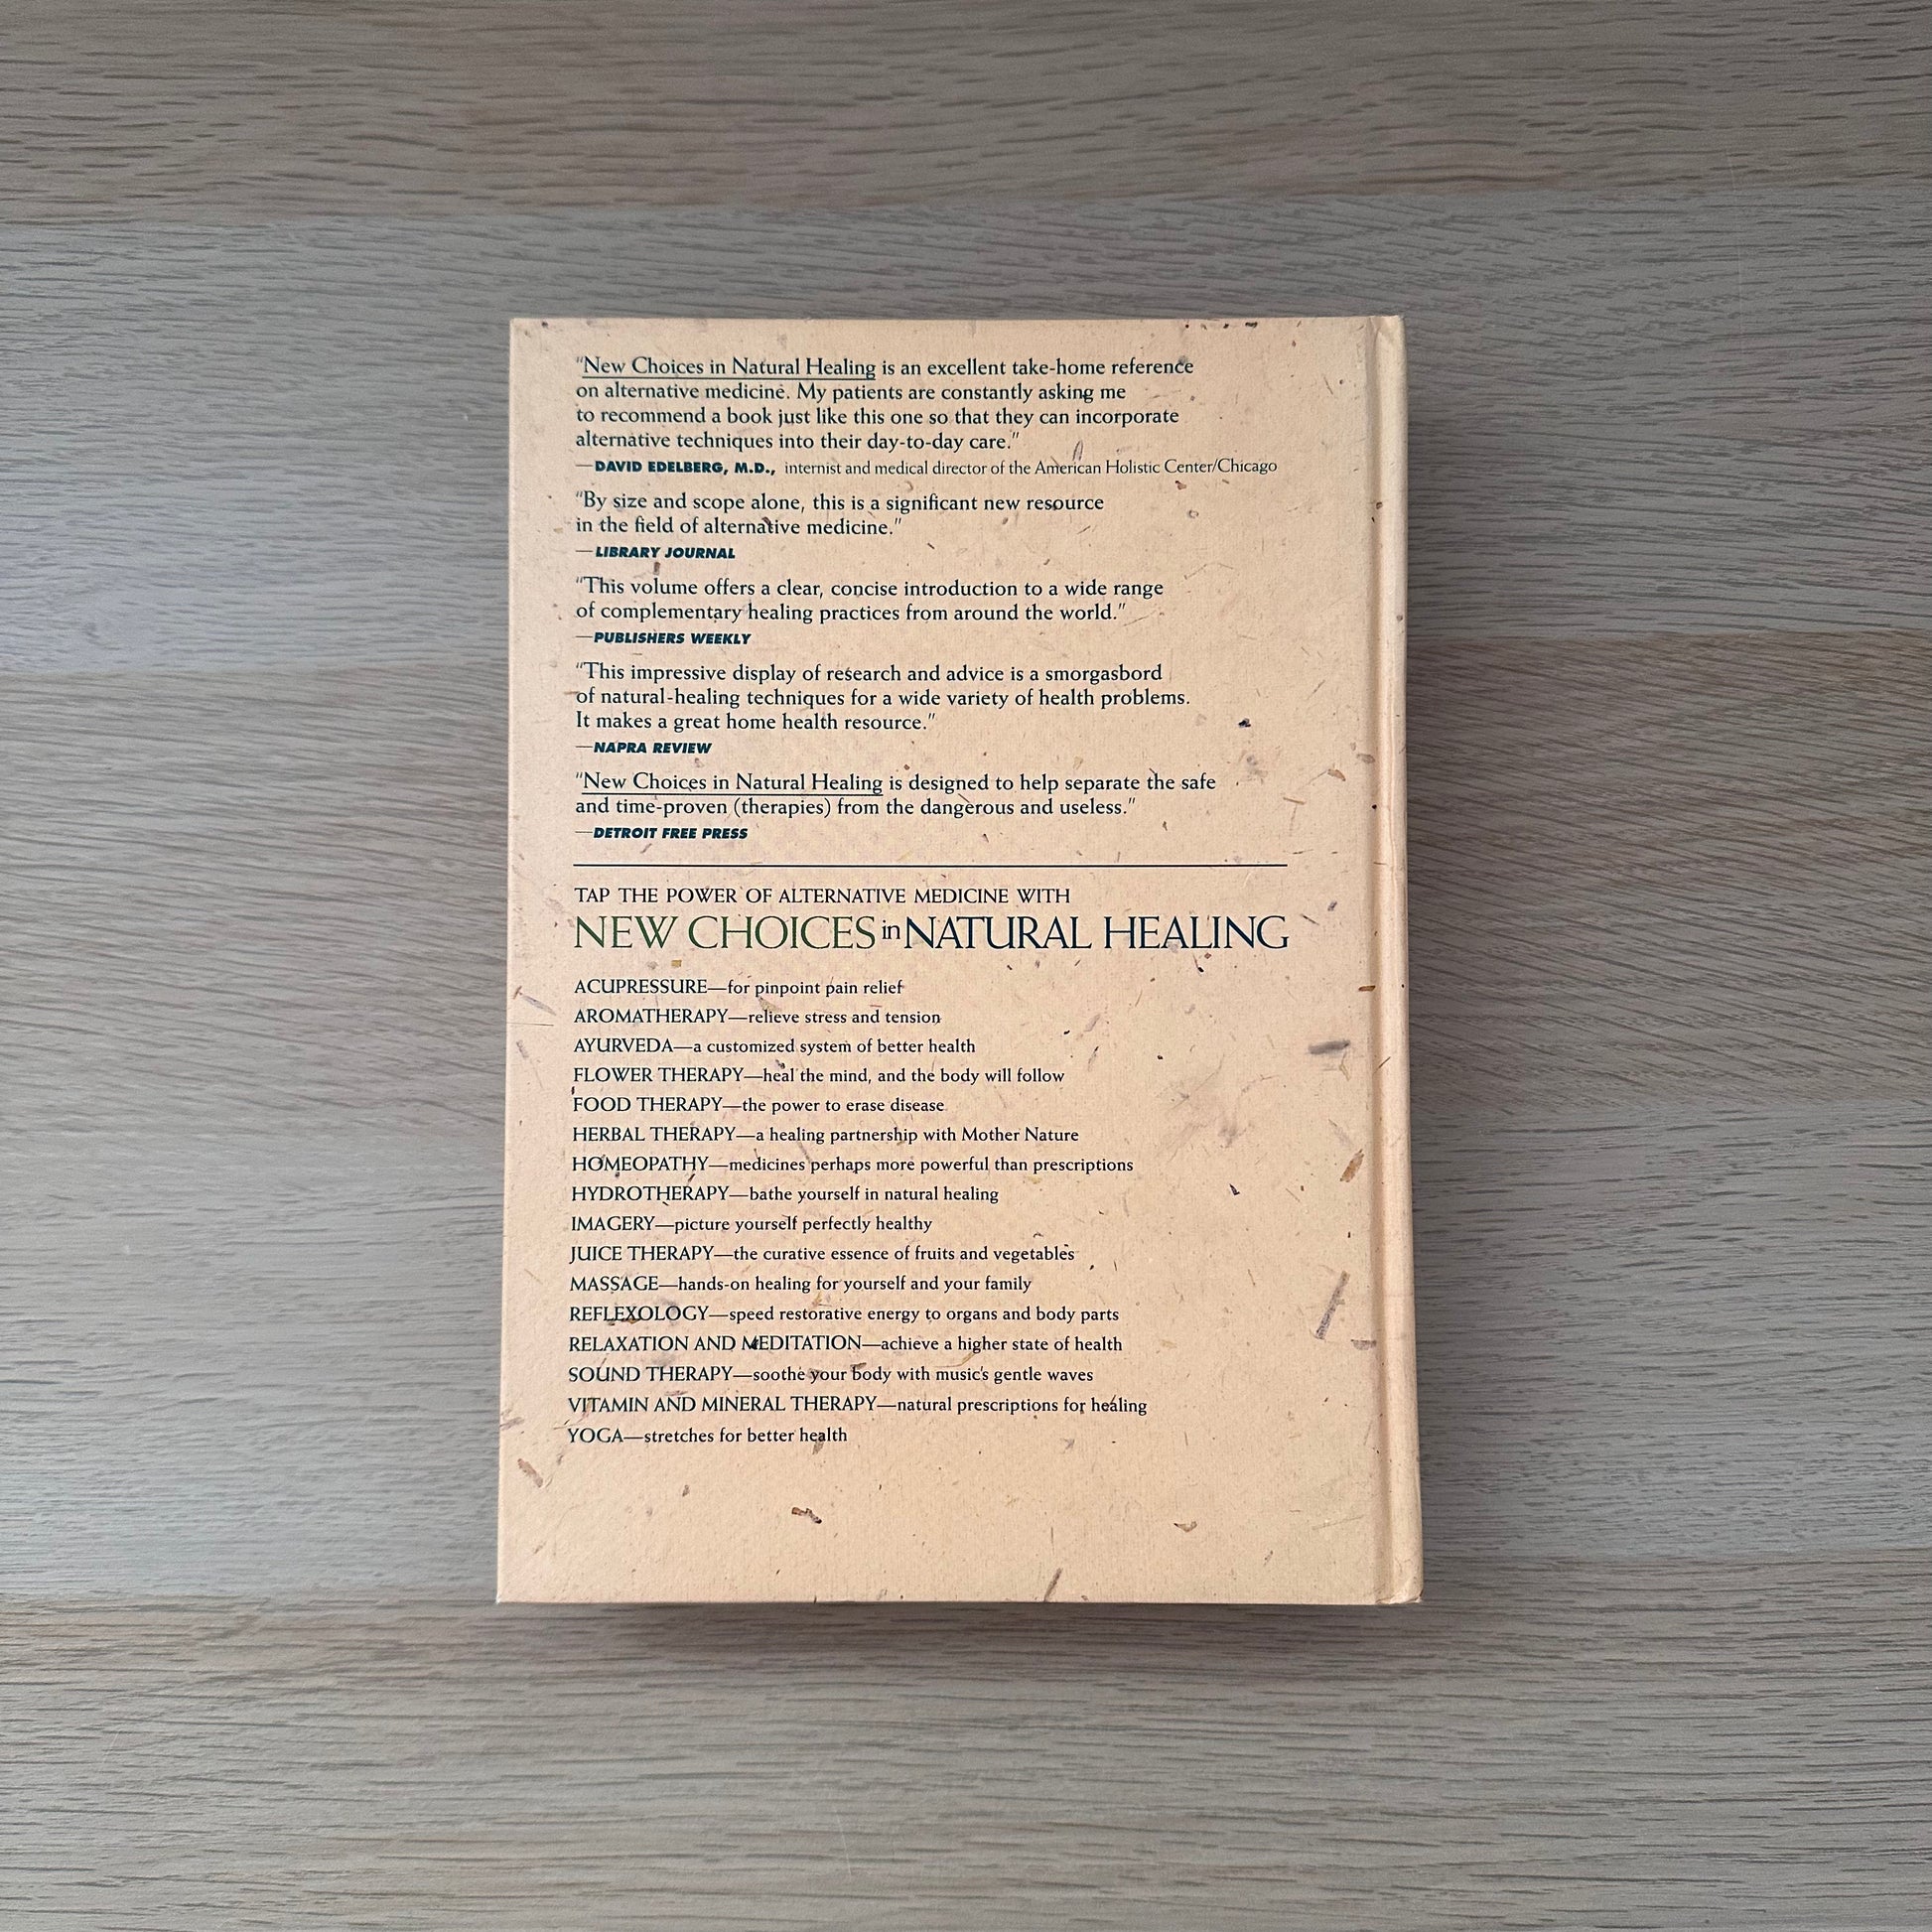 "New Choices in Natural Healing is an excellent take-home reference
on alternative medicine. My patients are constantly asking me
to recommend a book just like this one so that they can incorporate
alternative techniques into their day-to-day care."
—DAVID EDELBERG, M.D., internist and medical director of the American Holistic Center/Chicago
"By size and scope alone, this is a significant new resource
in the field of alternative medicine."
—LIBRARY JOURNAL
"This volume offers a clear, concise introduction to a wide range
of complementary healing practices from around the world."
—PUBLISHERS WEEKLY
"This impressive display of research and advice is a smorgasbord
of natural-healing techniques for a wide variety of health problems.
It makes a great home health resource."
—NAPRA REVIEW
"New Choices in Natural Healing is designed to help separate the safe
and time-proven (therapies) from the dangerous and useless."
—DETROIT FREE PRESS
TAP THE POWER OF ALTERNATIVE MEDICINE WITH
NEW CHOICES in NATURAL HEALING
ACUPRESSURE—for pinpoint pain relief
AROMATHERAPY—relieve stress and tension
AYURVEDA—a customized system of better health
FLOWER THERAPY—heal the mind, and the body will follow
FOOD THERAPY—the power to erase disease
HERBAL THERAPY—a healing partnership with Mother Nature
HOMEOPATHY—medicines perhaps more powerful than prescriptions
HYDROTHERAPY—bathe yourself in natural healing
IMAGERY—picture yourself perfectly healthy
JUICE THERAPY—the curative essence of fruits and vegetables
MASSAGE—hands-on healing for yourself and your family
REFLEXOLOGY—speed restorative energy to organs and body parts
RELAXATION AND MEDITATION—achieve a higher state of health
SOUND THERAPY—soothe your body with music's gentle waves
VITAMIN AND MINERAL THERAPY—natural prescriptions for healing
YOGA—stretches for better health